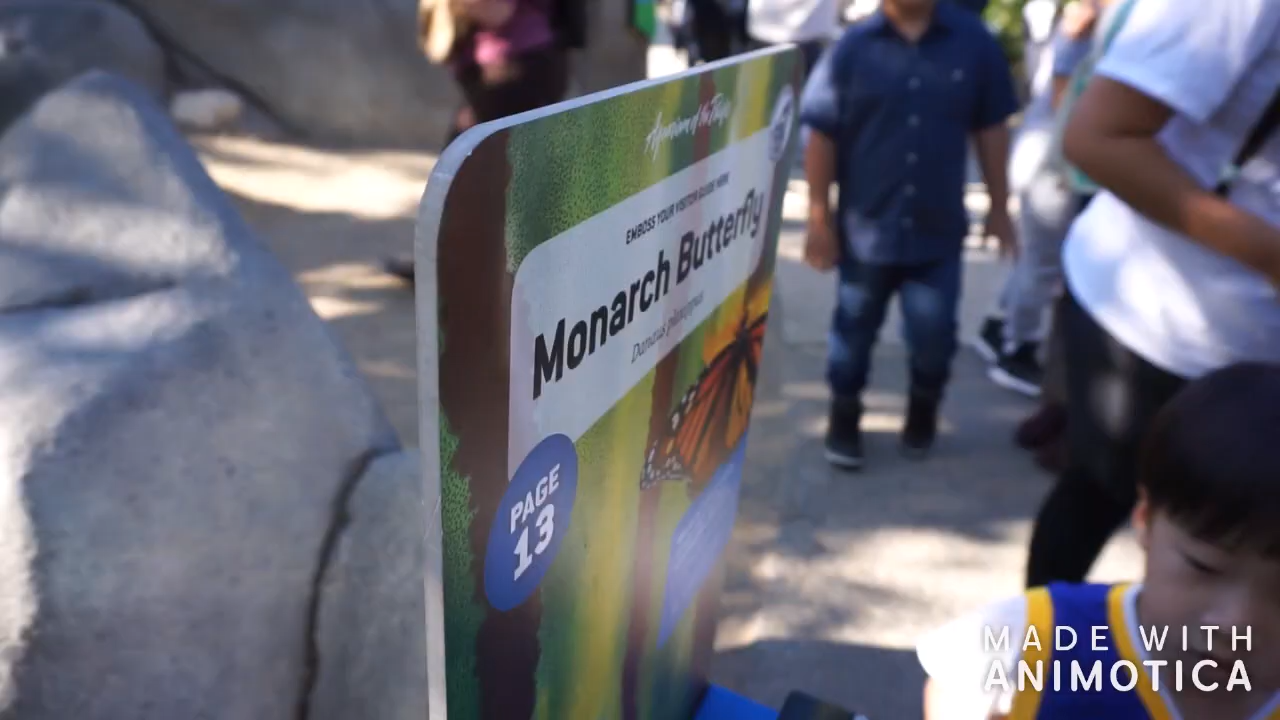 Aquarium of the Pacific
EMBOSS YOUR VISITOR GUIDE HERE
Monarch Butterfly
Danaus plexippus
PAGE
13
MADE WITH
ANIMOTICA